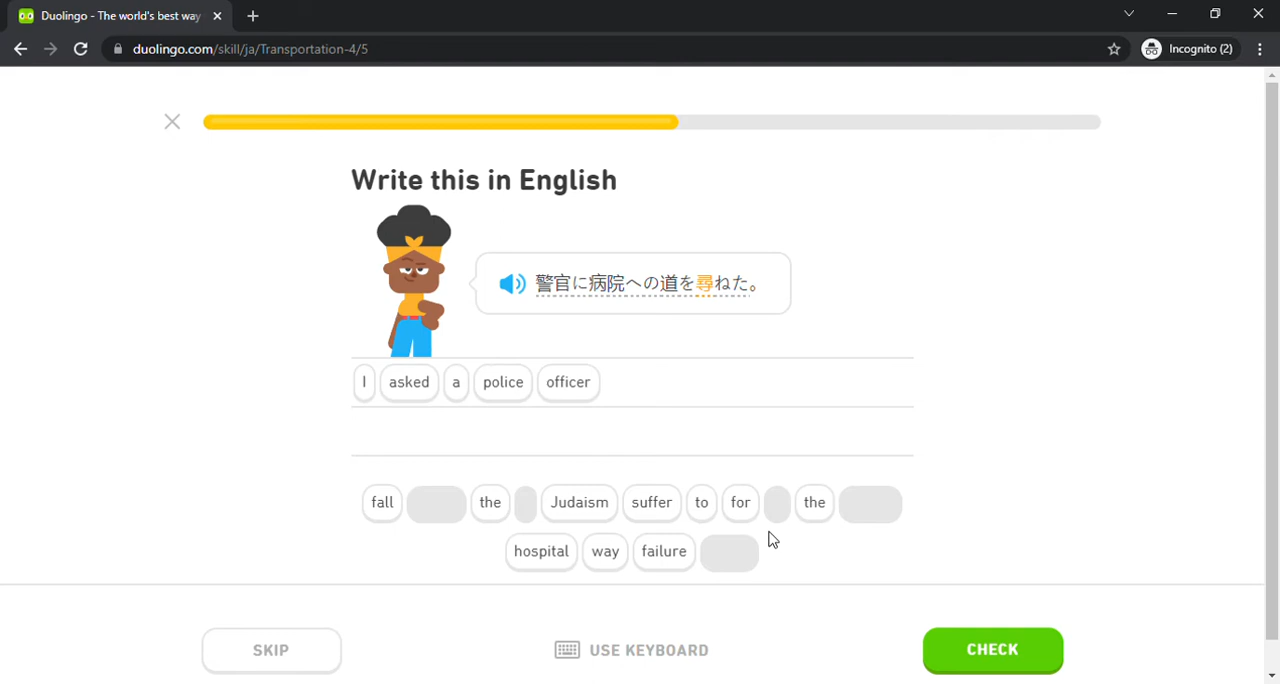 Duolingo - The world's best way
duolingo.com/skill/ja/Transportation-4/5
Incognito (2)
Write this in English
警官に病院への道を尋ねた。
I asked a police officer
fall the Judaism suffer to for the
hospital way failure
SKIP USE KEYBOARD CHECK